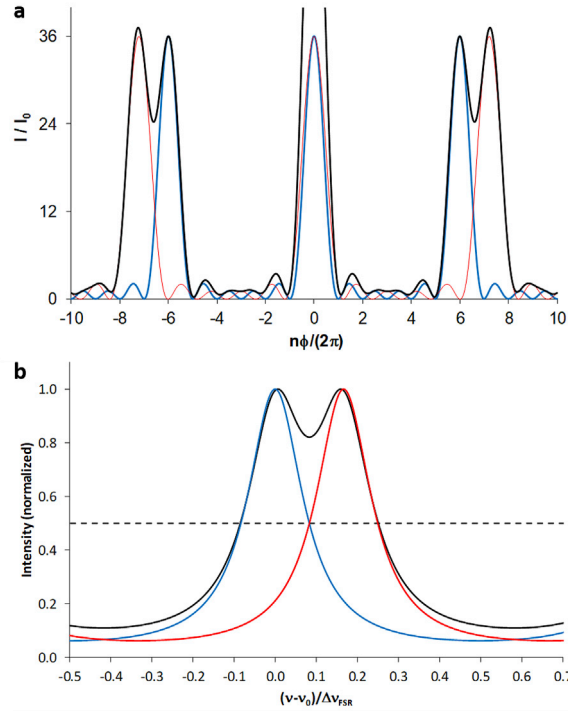 a
36
24
12
0
I / I₀
-10 -8 -6 -4 -2 0 2 4 6 8 10
nϕ/(2π)
b
1.0
0.8
0.6
0.4
0.2
0.0
Intensity (normalized)
-0.5 -0.4 -0.3 -0.2 -0.1 0.0 0.1 0.2 0.3 0.4 0.5 0.6 0.7
(ν-ν₀)/Δν_FSR